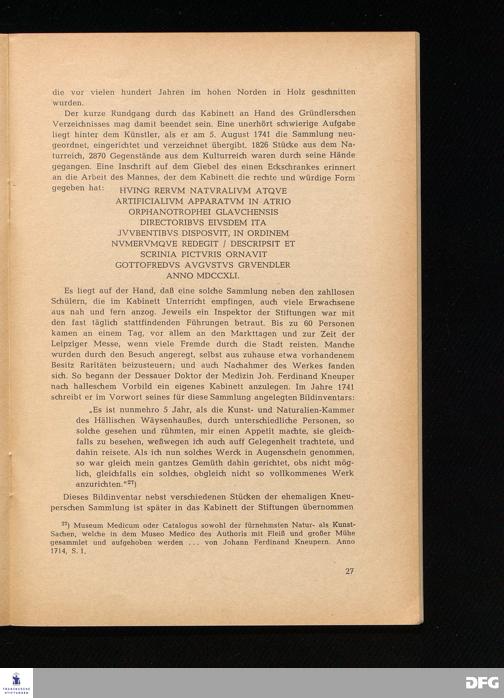 die vor vielen hundert Jahren im hohen Norden in Holz geschnitten
wurden.
Der kurze Rundgang durch das Kabinett an Hand des Gründlerschen
Verzeichnisses mag damit beendet sein. Eine unerhört schwierige Aufgabe
liegt hinter dem Künstler, als er am 5. August 1741 die Sammlung neu-
geordnet, eingerichtet und verzeichnet übergibt. 1826 Stücke aus dem Na-
turreich, 2870 Gegenstände aus dem Kulturreich waren durch seine Hände
gegangen. Eine Inschrift auf dem Giebel des einen Eckschrankes erinnert
an die Arbeit des Mannes, der dem Kabinett die rechte und würdige Form
gegeben hat:
HVING RERVM NATVRALIVM ATQVE
ARTIFICIALIVM APPARATVM IN ATRIO
ORPHANOTROPHEI GLAVCHENSIS
DIRECTORIBVS EIVSDEM ITA
JVVBENTIBVS DISPOSVIT, IN ORDINEM
NVMERVMQVE REDEGIT / DESCRIPSIT ET
SCRINIA PICTVRIS ORNAVIT
GOTTOFREDVS AVGVSTVS GRVENDLER
ANNO MDCCXLI.
Es liegt auf der Hand, daß eine solche Sammlung neben den zahllosen
Schülern, die im Kabinett Unterricht empfingen, auch viele Erwachsene
aus nah und fern anzog. Jeweils ein Inspektor der Stiftungen war mit
den fast täglich stattfindenden Führungen betraut. Bis zu 60 Personen
kamen an einem Tag, vor allem an den Markttagen und zur Zeit der
Leipziger Messe, wenn viele Fremde durch die Stadt reisten. Manche
wurden durch den Besuch angeregt, selbst aus zuhause etwa vorhandenem
Besitz Raritäten beizusteuern; und auch Nachahmer des Werkes fanden
sich. So begann der Dessauer Doktor der Medizin Joh. Ferdinand Kneuper
nach halleschem Vorbild ein eigenes Kabinett anzulegen. Im Jahre 1741
schreibt er im Vorwort seines für diese Sammlung angelegten Bildinventars:
„Es ist nunmehro 5 Jahr, als die Kunst- und Naturalien-Kammer
des Hällischen Wäysenhaußes, durch unterschiedliche Personen, so
solche gesehen und rühmten, mir einen Appetit machte, sie gleich-
falls zu besehen, weßwegen ich auch auff Gelegenheit trachtete, und
dahin reisete. Als ich nun solches Werck in Augenschein genommen,
so war gleich mein gantzes Gemüth dahin gerichtet, obs nicht mög-
lich, gleichfalls ein solches, obgleich nicht so vollkommenes Werk
anzurichten."²⁷)
Dieses Bildinventar nebst verschiedenen Stücken der ehemaligen Kneu-
perschen Sammlung ist später in das Kabinett der Stiftungen übernommen
²⁷) Museum Medicum oder Catalogus sowohl der fürnehmsten Natur- als Kunst-
Sachen, welche in dem Museo Medico des Authoris mit Fleiß und großer Mühe
gesammlet und aufgehoben werden ... von Johann Ferdinand Kneupern. Anno
1714, S. 1.
27
FRANCKESCHE
STIFTUNGEN
DFG